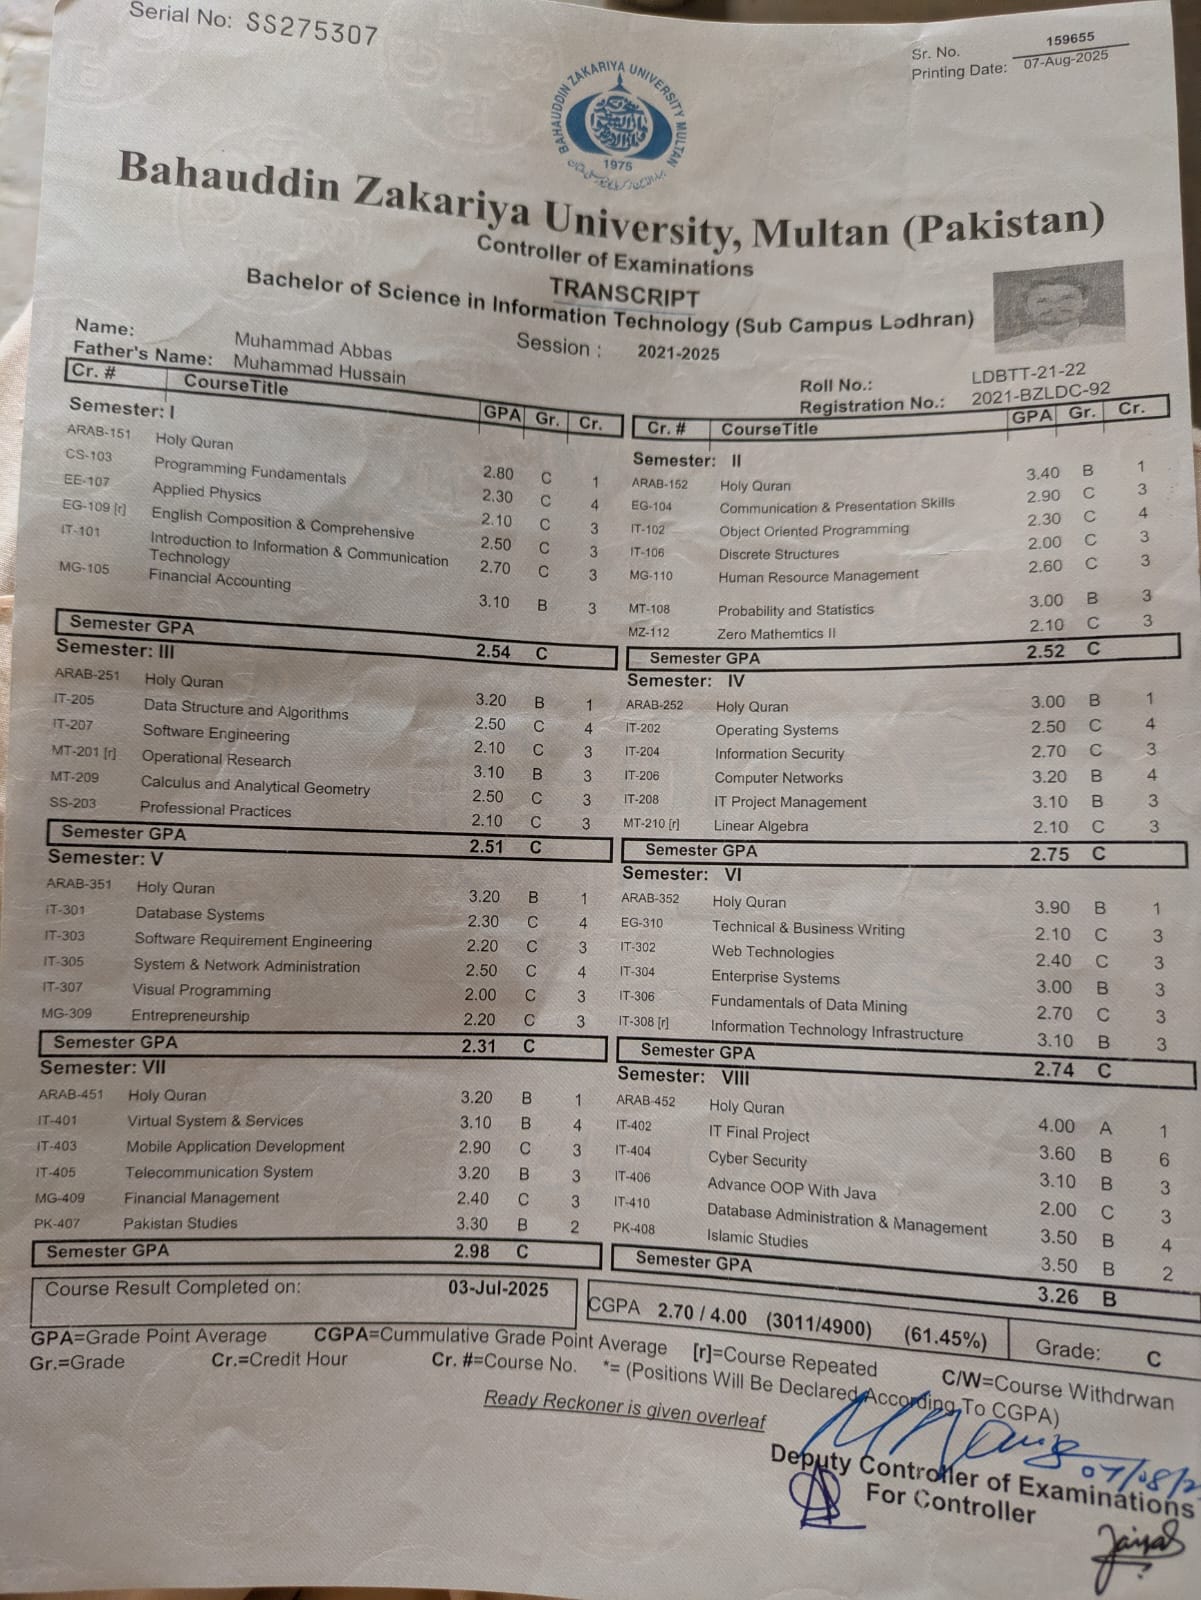 Serial No: SS275307
Sr. No. 159655
Printing Date: 07-Aug-2025
BAHAUDDIN ZAKARIYA UNIVERSITY MULTAN
1975
Bahauddin Zakariya University, Multan (Pakistan)
Controller of Examinations
TRANSCRIPT
Bachelor of Science in Information Technology (Sub Campus Lodhran)
Name: Muhammad Abbas
Father's Name: Muhammad Hussain
Session : 2021-2025
Roll No.: LDBTT-21-22
Registration No.: 2021-BZLDC-92
Cr. # CourseTitle GPA Gr. Cr.
Semester: I
ARAB-151 Holy Quran 2.80 C 1
CS-103 Programming Fundamentals 2.30 C 4
EE-107 Applied Physics 2.10 C 3
EG-109 [r] English Composition & Comprehensive 2.50 C 3
IT-101 Introduction to Information & Communication 2.70 C 3
Technology
MG-105 Financial Accounting 3.10 B 3
Semester GPA 2.54 C
Cr. # CourseTitle GPA Gr. Cr.
Semester: II
ARAB-152 Holy Quran 3.40 B 1
EG-104 Communication & Presentation Skills 2.90 C 3
IT-102 Object Oriented Programming 2.30 C 4
IT-106 Discrete Structures 2.00 C 3
MG-110 Human Resource Management 2.60 C 3
MT-108 Probability and Statistics 3.00 B 3
MZ-112 Zero Mathemtics II 2.10 C 3
Semester GPA 2.52 C
Semester: III
ARAB-251 Holy Quran 3.20 B 1
IT-205 Data Structure and Algorithms 2.50 C 4
IT-207 Software Engineering 2.10 C 3
MT-201 [r] Operational Research 3.10 B 3
MT-209 Calculus and Analytical Geometry 2.50 C 3
SS-203 Professional Practices 2.10 C 3
Semester GPA 2.51 C
Semester: IV
ARAB-252 Holy Quran 3.00 B 1
IT-202 Operating Systems 2.50 C 4
IT-204 Information Security 2.70 C 3
IT-206 Computer Networks 3.20 B 4
IT-208 IT Project Management 3.10 B 3
MT-210 [r] Linear Algebra 2.10 C 3
Semester GPA 2.75 C
Semester: V
ARAB-351 Holy Quran 3.20 B 1
IT-301 Database Systems 2.30 C 4
IT-303 Software Requirement Engineering 2.20 C 3
IT-305 System & Network Administration 2.50 C 4
IT-307 Visual Programming 2.00 C 3
MG-309 Entrepreneurship 2.20 C 3
Semester GPA 2.31 C
Semester: VI
ARAB-352 Holy Quran 3.90 B 1
EG-310 Technical & Business Writing 2.10 C 3
IT-302 Web Technologies 2.40 C 3
IT-304 Enterprise Systems 3.00 B 3
IT-306 Fundamentals of Data Mining 2.70 C 3
IT-308 [r] Information Technology Infrastructure 3.10 B 3
Semester GPA 2.74 C
Semester: VII
ARAB-451 Holy Quran 3.20 B 1
IT-401 Virtual System & Services 3.10 B 4
IT-403 Mobile Application Development 2.90 C 3
IT-405 Telecommunication System 3.20 B 3
MG-409 Financial Management 2.40 C 3
PK-407 Pakistan Studies 3.30 B 2
Semester GPA 2.98 C
Semester: VIII
ARAB-452 Holy Quran 4.00 A 1
IT-402 IT Final Project 3.60 B 6
IT-404 Cyber Security 3.10 B 3
IT-406 Advance OOP With Java 2.00 C 3
IT-410 Database Administration & Management 3.50 B 4
PK-408 Islamic Studies 3.50 B 2
Semester GPA 3.26 B
Course Result Completed on: 03-Jul-2025
CGPA 2.70 / 4.00 (3011/4900) (61.45%) Grade: C
GPA=Grade Point Average CGPA=Cummulative Grade Point Average [r]=Course Repeated C/W=Course Withdrwan
Gr.=Grade Cr.=Credit Hour Cr. #=Course No. *= (Positions Will Be Declared According To CGPA)
Ready Reckoner is given overleaf
Deputy Controller of Examinations
For Controller